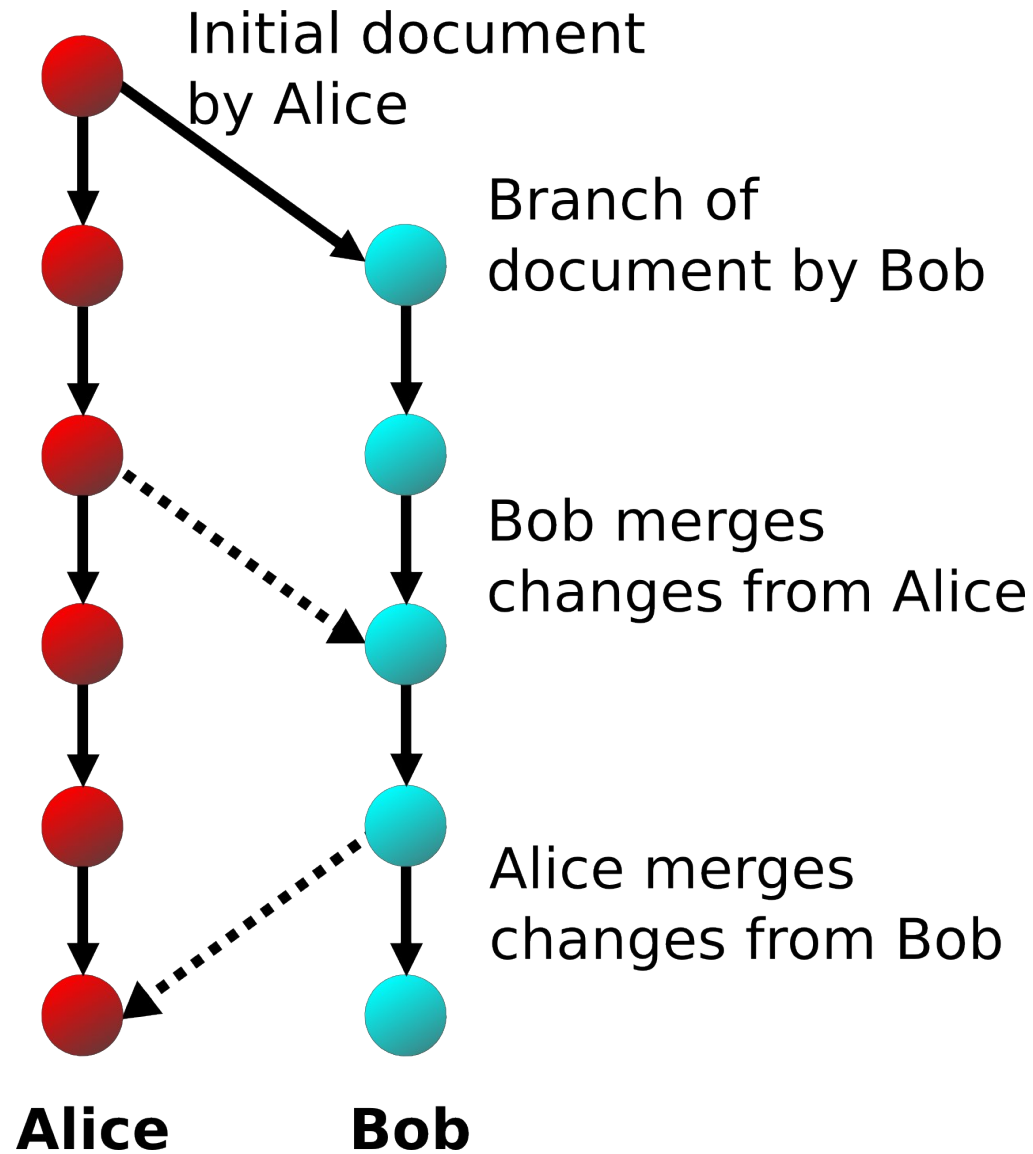 Initial document
by Alice
Branch of
document by Bob
Bob merges
changes from Alice
Alice merges
changes from Bob
Alice
Bob